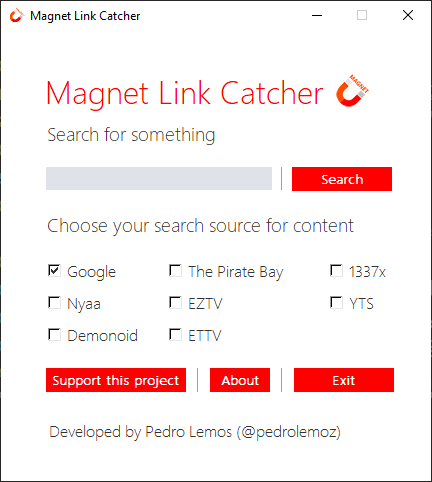 Magnet Link Catcher
Magnet Link Catcher MAGNET
Search for something
Search
Choose your search source for content
Google The Pirate Bay 1337x
Nyaa EZTV YTS
Demonoid ETTV
Support this project About Exit
Developed by Pedro Lemos (@pedrolemoz)